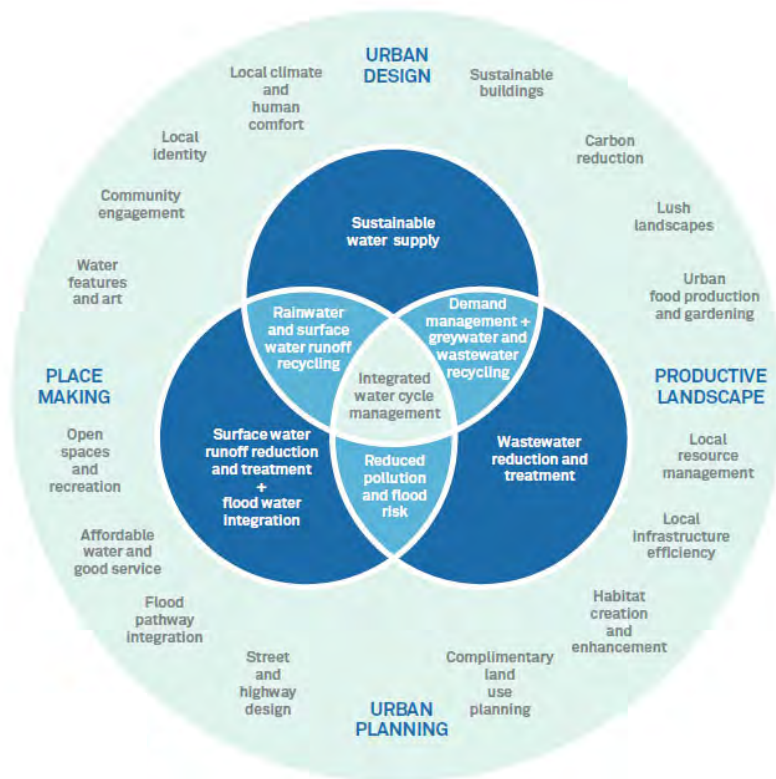 URBAN
DESIGN
Local climate
and
human
comfort
Sustainable
buildings
Local
identity
Carbon
reduction
Community
engagement
Lush
landscapes
Water
features
and art
Urban
food production
and gardening
PLACE
MAKING
PRODUCTIVE
LANDSCAPE
Open
spaces
and
recreation
Local
resource
management
Affordable
water and
good service
Local
infrastructure
efficiency
Flood
pathway
integration
Habitat
creation
and
enhancement
Street
and
highway
design
Complimentary
land
use
planning
URBAN
PLANNING
Sustainable
water supply
Rainwater
and surface
water runoff
recycling
Demand
management +
greywater and
wastewater
recycling
Integrated
water cycle
management
Surface water
runoff reduction
and treatment
+
flood water
integration
Reduced
pollution
and flood
risk
Wastewater
reduction and
treatment